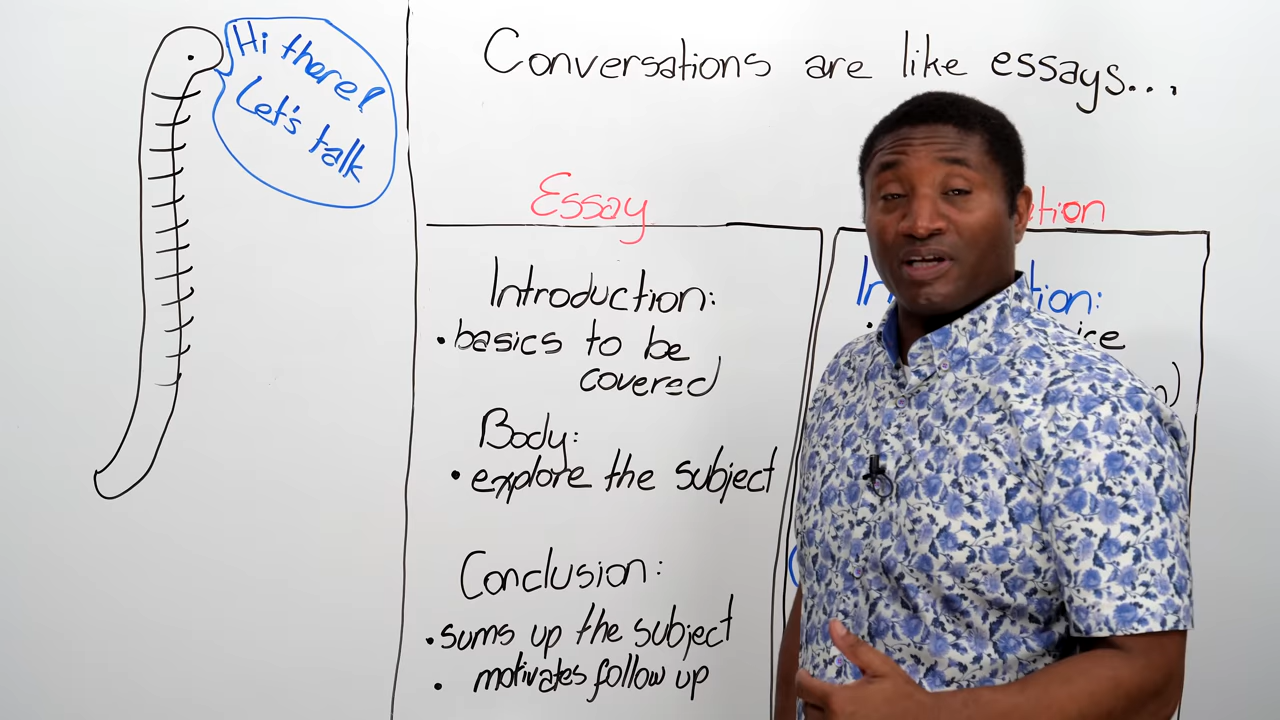 Hi there!
Let's talk
Conversations are like essays...
Essay
Introduction:
• basics to be
covered
Body:
• explore the subject
Conclusion:
• sums up the subject
• motivates follow up